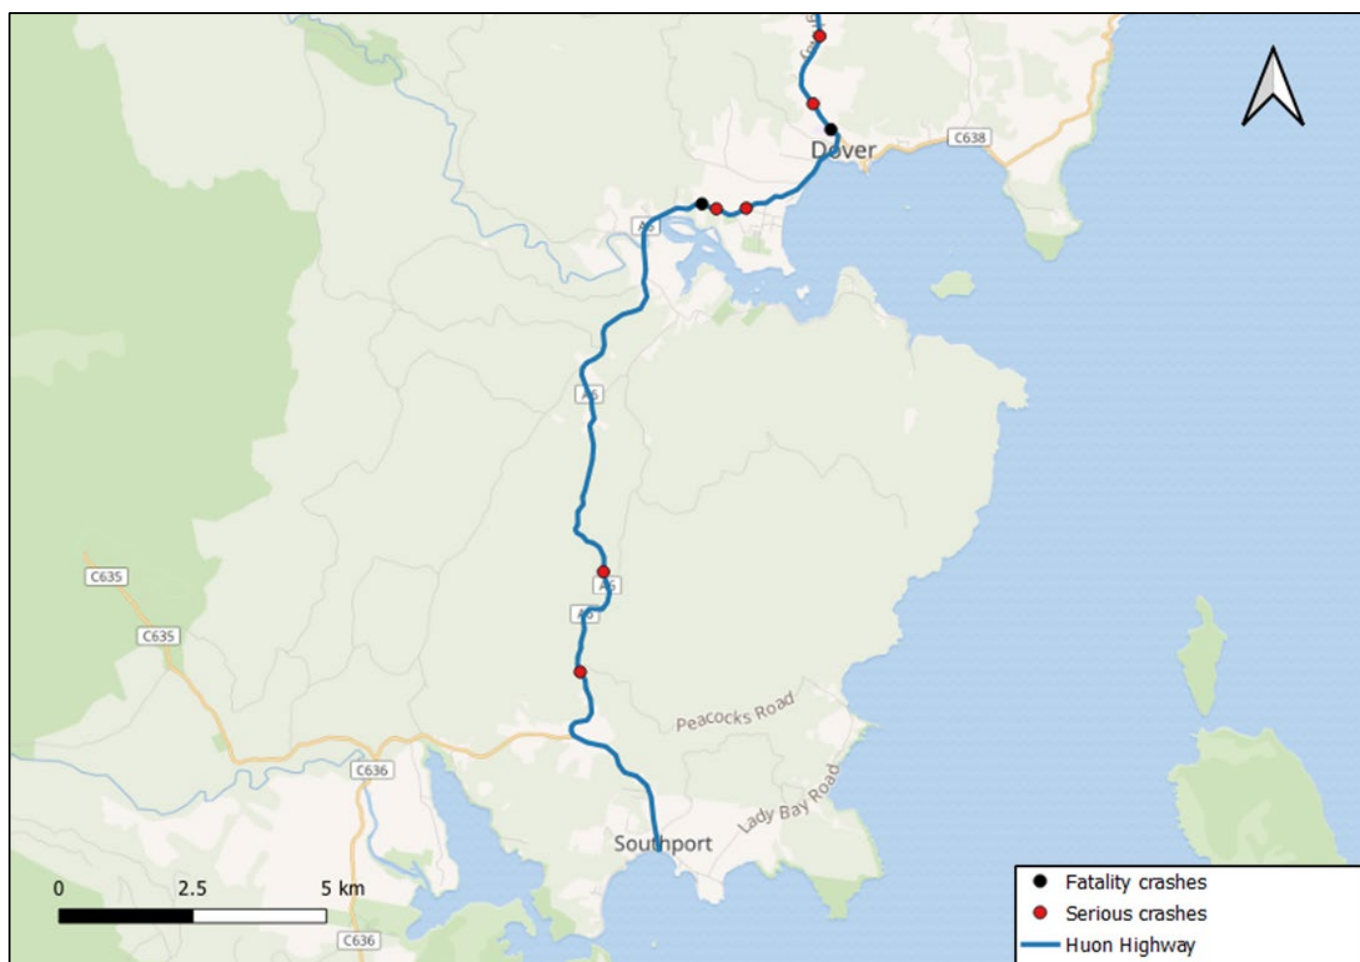 Dover
C638
A6
A6
C635
A6
A6
C635
Peacocks Road
C636
Lady Bay Road
Southport
0 2.5 5 km
C636
Fatality crashes
Serious crashes
Huon Highway